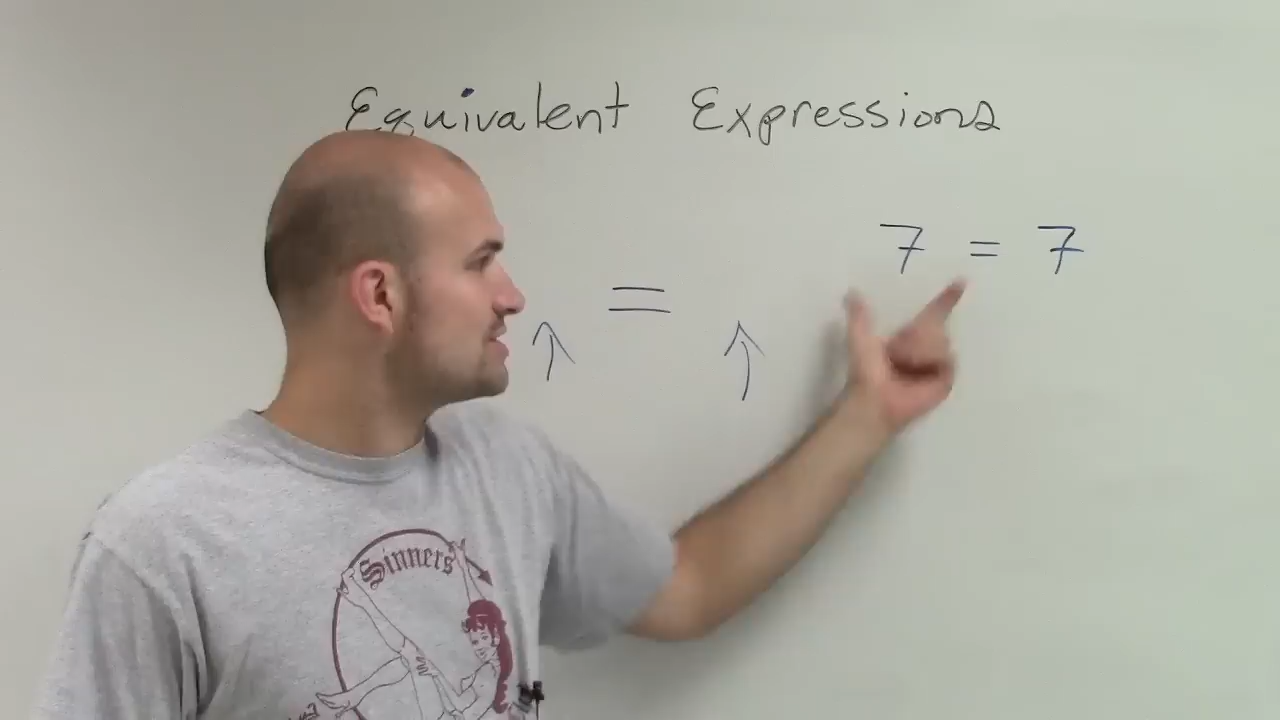 Equivalent Expressions
7 = 7
=
Sinners